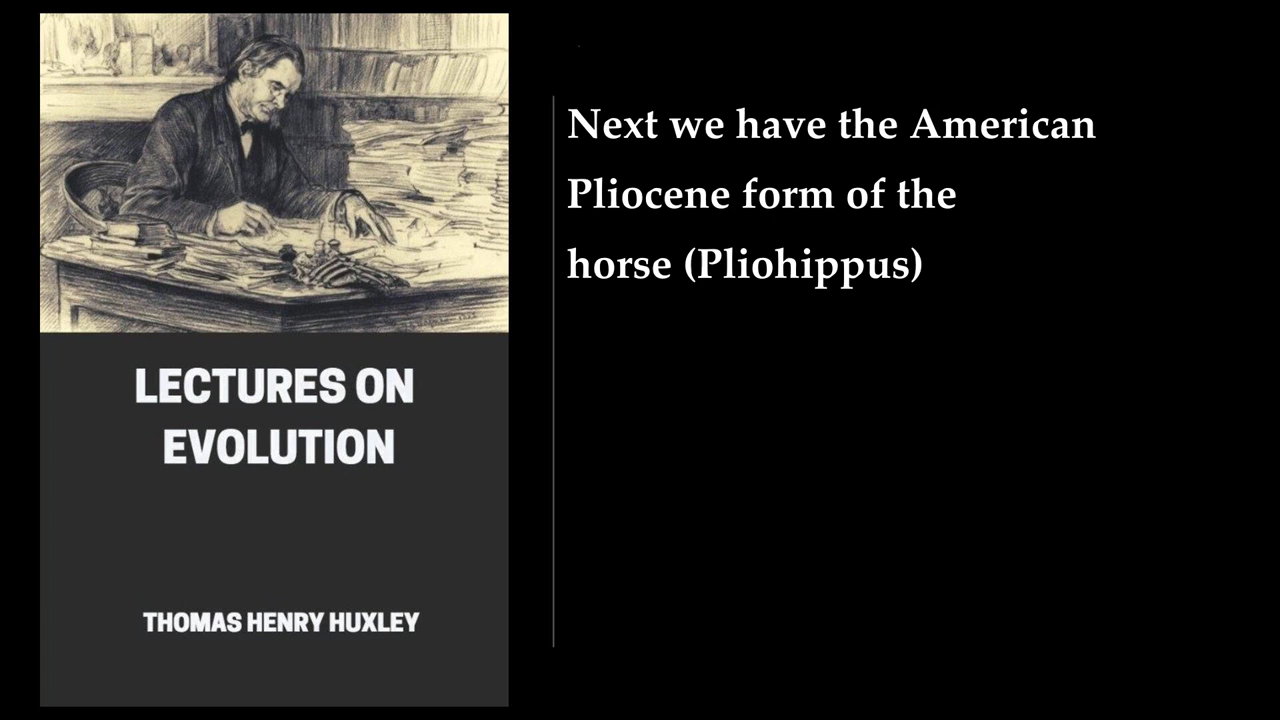 LECTURES ON
EVOLUTION
THOMAS HENRY HUXLEY
Next we have the American
Pliocene form of the
horse (Pliohippus)